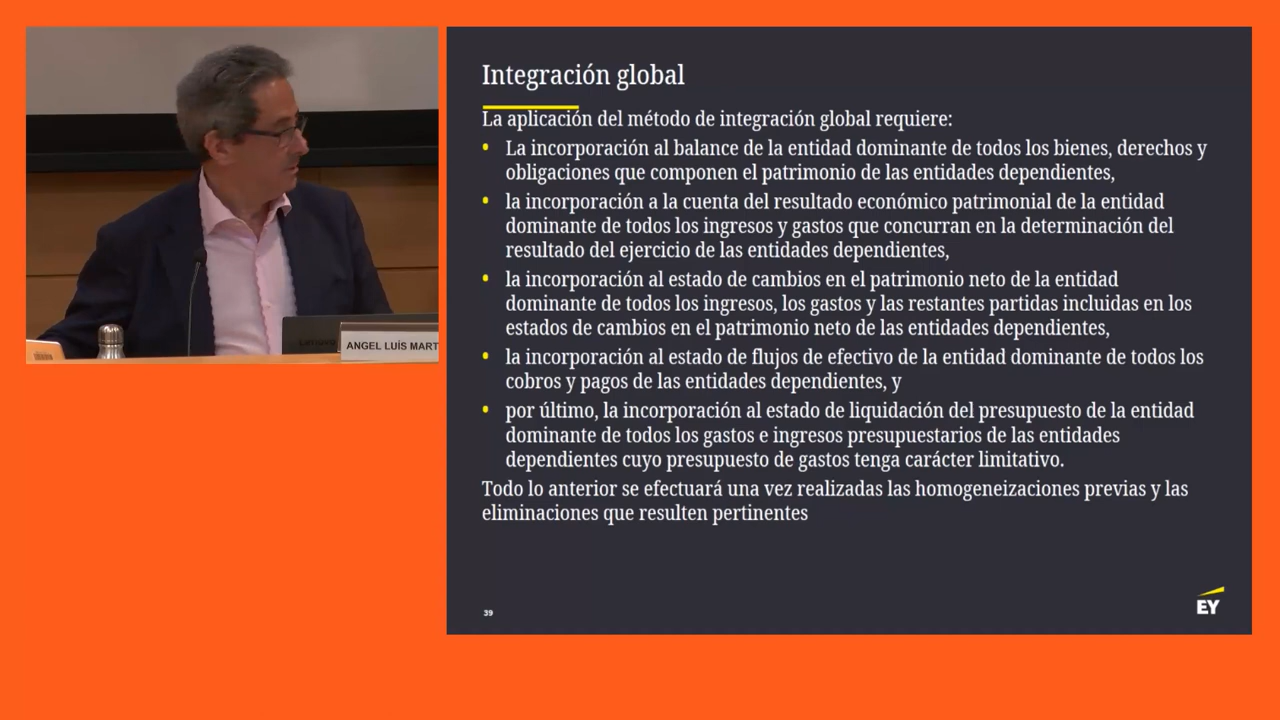 Integración global
La aplicación del método de integración global requiere:
• La incorporación al balance de la entidad dominante de todos los bienes, derechos y
obligaciones que componen el patrimonio de las entidades dependientes,
• la incorporación a la cuenta del resultado económico patrimonial de la entidad
dominante de todos los ingresos y gastos que concurran en la determinación del
resultado del ejercicio de las entidades dependientes,
• la incorporación al estado de cambios en el patrimonio neto de la entidad
dominante de todos los ingresos, los gastos y las restantes partidas incluidas en los
estados de cambios en el patrimonio neto de las entidades dependientes,
• la incorporación al estado de flujos de efectivo de la entidad dominante de todos los
cobros y pagos de las entidades dependientes, y
• por último, la incorporación al estado de liquidación del presupuesto de la entidad
dominante de todos los gastos e ingresos presupuestarios de las entidades
dependientes cuyo presupuesto de gastos tenga carácter limitativo.
Todo lo anterior se efectuará una vez realizadas las homogeneizaciones previas y las
eliminaciones que resulten pertinentes
39
EY
ANGEL LUÍS MART